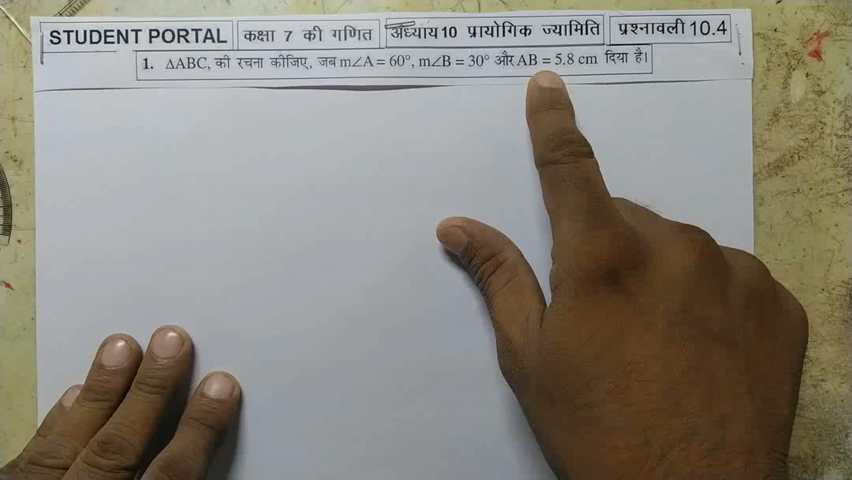 STUDENT PORTAL कक्षा 7 की गणित अध्याय 10 प्रायोगिक ज्यामिति प्रश्नावली 10.4
1. ΔABC, की रचना कीजिए, जब m∠A = 60°, m∠B = 30° और AB = 5.8 cm दिया है।